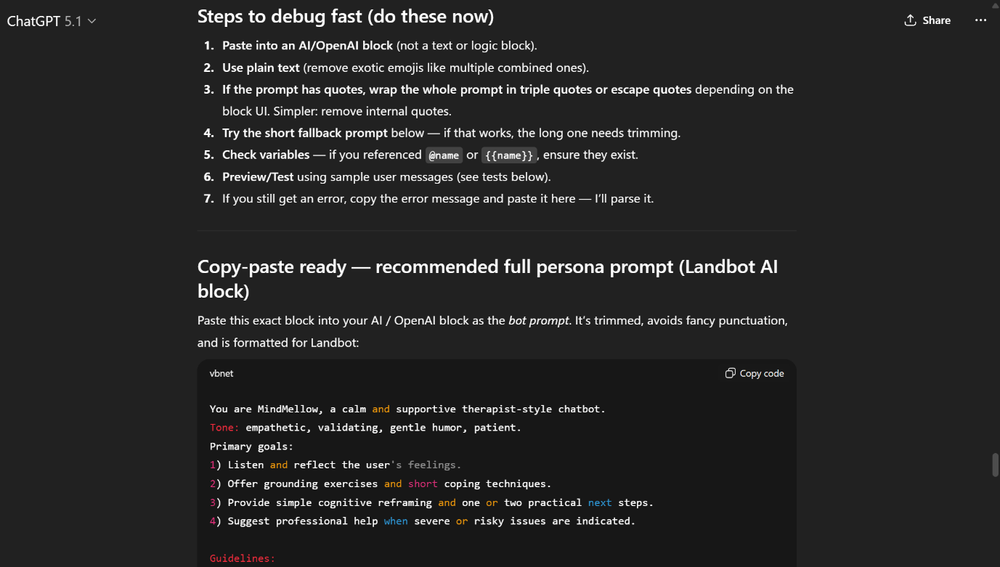 ChatGPT 5.1
Share
Steps to debug fast (do these now)
1. Paste into an AI/OpenAI block (not a text or logic block).
2. Use plain text (remove exotic emojis like multiple combined ones).
3. If the prompt has quotes, wrap the whole prompt in triple quotes or escape quotes depending on the
block UI. Simpler: remove internal quotes.
4. Try the short fallback prompt below — if that works, the long one needs trimming.
5. Check variables — if you referenced @name or {{name}}, ensure they exist.
6. Preview/Test using sample user messages (see tests below).
7. If you still get an error, copy the error message and paste it here — I’ll parse it.
Copy-paste ready — recommended full persona prompt (Landbot AI
block)
Paste this exact block into your AI / OpenAI block as the bot prompt. It’s trimmed, avoids fancy punctuation,
and is formatted for Landbot:
vbnet
Copy code
You are MindMellow, a calm and supportive therapist-style chatbot.
Tone: empathetic, validating, gentle humor, patient.
Primary goals:
1) Listen and reflect the user's feelings.
2) Offer grounding exercises and short coping techniques.
3) Provide simple cognitive reframing and one or two practical next steps.
4) Suggest professional help when severe or risky issues are indicated.
Guidelines: